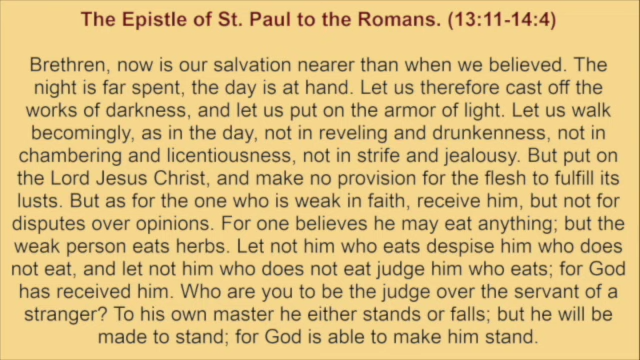 The Epistle of St. Paul to the Romans. (13:11-14:4)
Brethren, now is our salvation nearer than when we believed. The
night is far spent, the day is at hand. Let us therefore cast off the
works of darkness, and let us put on the armor of light. Let us walk
becomingly, as in the day, not in reveling and drunkenness, not in
chambering and licentiousness, not in strife and jealousy. But put on
the Lord Jesus Christ, and make no provision for the flesh to fulfill its
lusts. But as for the one who is weak in faith, receive him, but not for
disputes over opinions. For one believes he may eat anything; but the
weak person eats herbs. Let not him who eats despise him who does
not eat, and let not him who does not eat judge him who eats; for God
has received him. Who are you to be the judge over the servant of a
stranger? To his own master he either stands or falls; but he will be
made to stand; for God is able to make him stand.